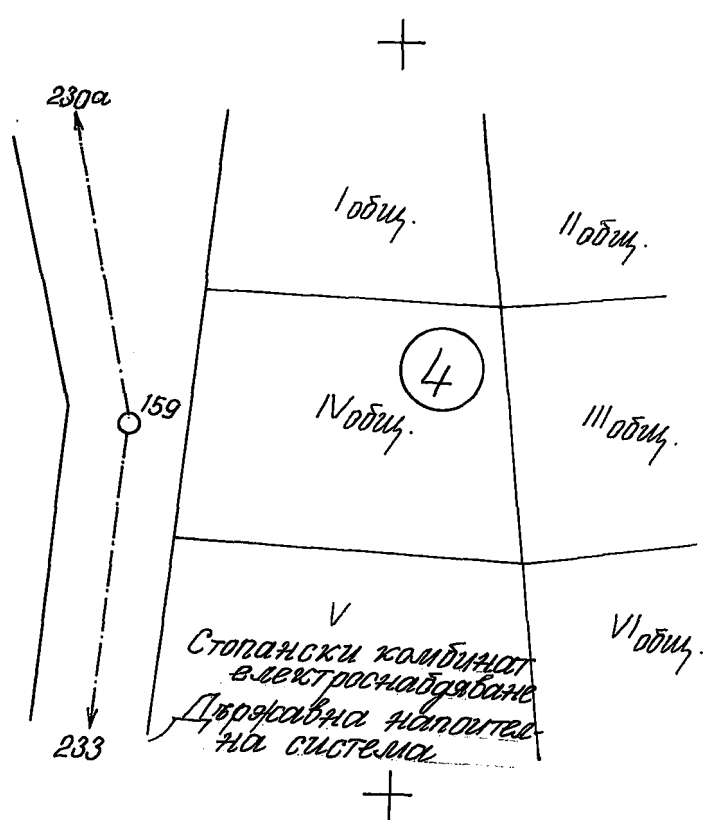 230а
I общ.
II общ.
4
159
IV общ.
III общ.
V
Стопански комбинат
електроснабдяване
Държавна напоител-
на система
VI общ.
233